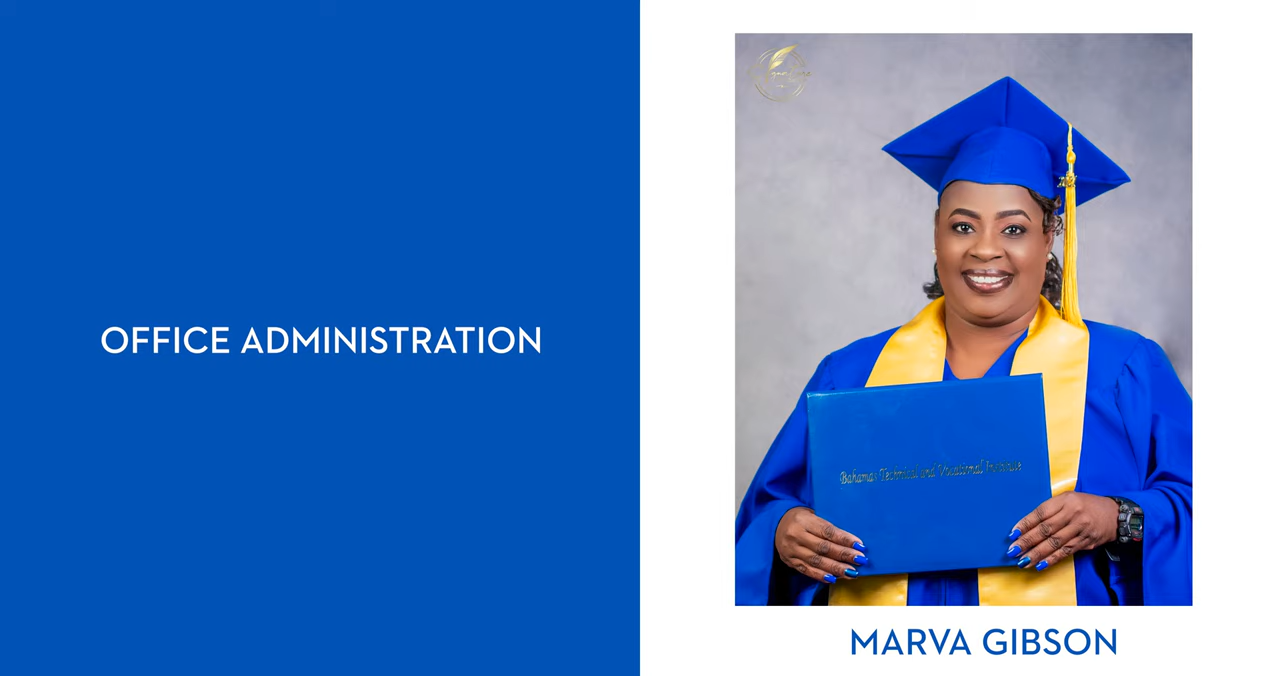 OFFICE ADMINISTRATION
Bahamas Technical and Vocational Institute
MARVA GIBSON